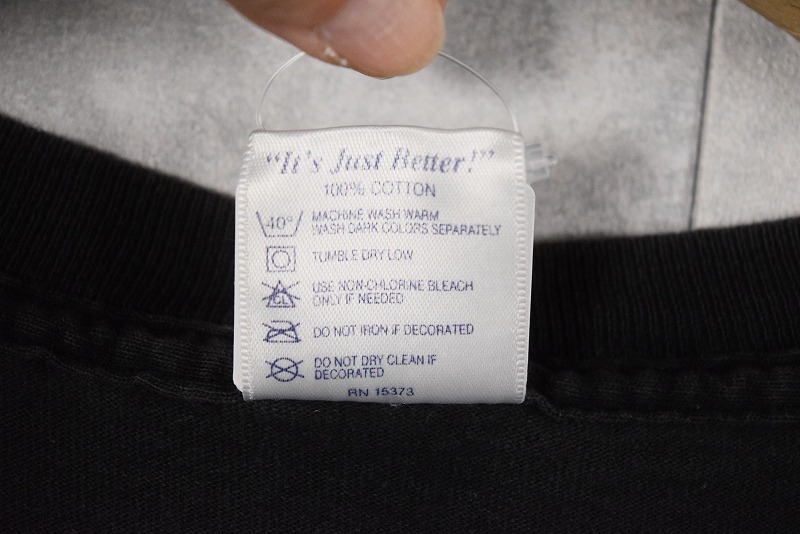 "It's Just Better!"
100% COTTON
40°
MACHINE WASH WARM
WASH DARK COLORS SEPARATELY
TUMBLE DRY LOW
CL
USE NON-CHLORINE BLEACH
ONLY IF NEEDED
DO NOT IRON IF DECORATED
DO NOT DRY CLEAN IF
DECORATED
RN 15373